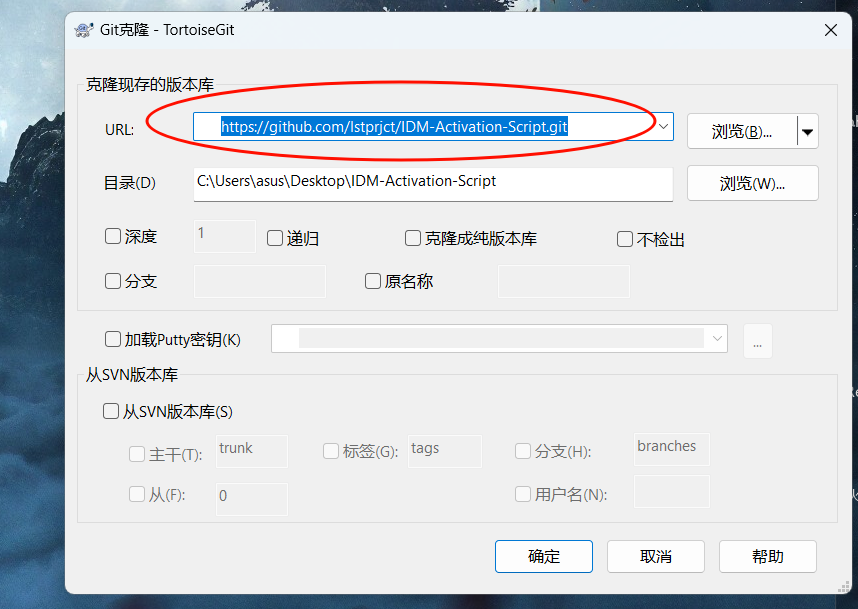 Git克隆 - TortoiseGit
克隆现存的版本库
URL: https://github.com/lstprjct/IDM-Activation-Script.git 浏览(B)...
目录(D) C:\Users\asus\Desktop\IDM-Activation-Script 浏览(W)...
深度 1 递归 克隆成纯版本库 不检出
分支 原名称
加载Putty密钥(K) ...
从SVN版本库
从SVN版本库(S)
主干(T): trunk 标签(G): tags 分支(H): branches
从(F): 0 用户名(N):
确定 取消 帮助